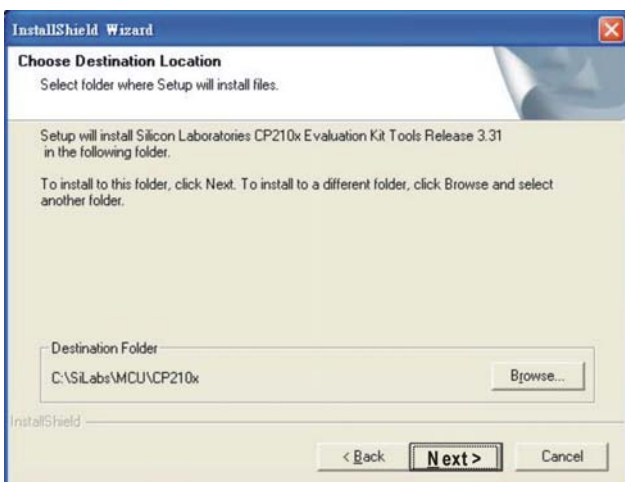 InstallShield Wizard
Choose Destination Location
Select folder where Setup will install files.
Setup will install Silicon Laboratories CP210x Evaluation Kit Tools Release 3.31
in the following folder.
To install to this folder, click Next. To install to a different folder, click Browse and select
another folder.
Destination Folder
C:\SiLabs\MCU\CP210x
Browse...
InstallShield
< Back
Next >
Cancel